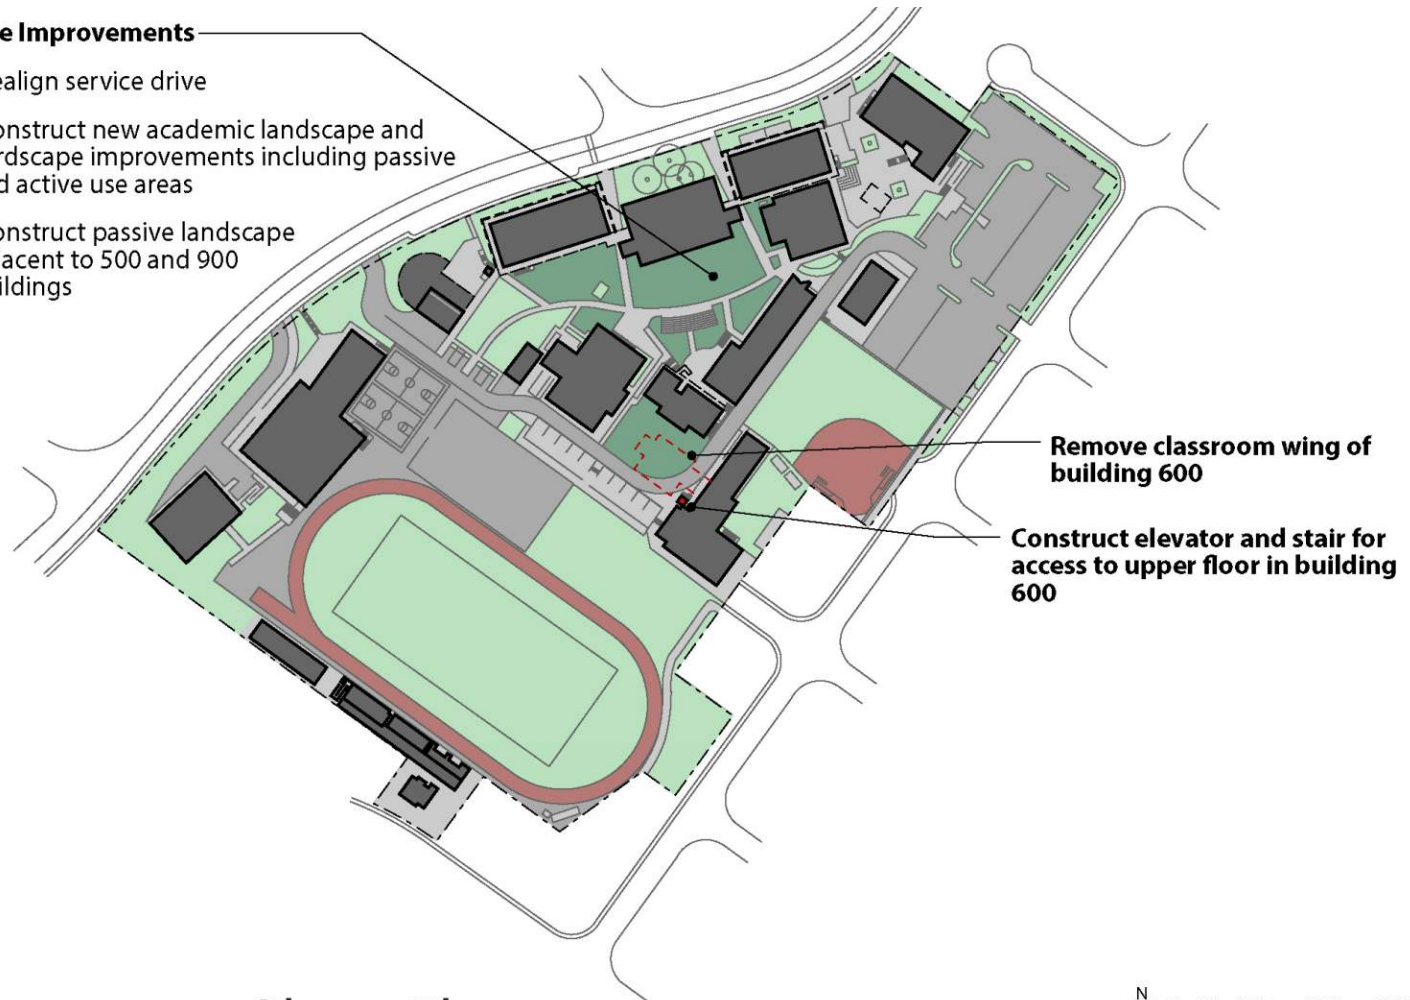 e Improvements
ealign service drive
onstruct new academic landscape and
rdscape improvements including passive
d active use areas
onstruct passive landscape
jacent to 500 and 900
ildings
Remove classroom wing of
building 600
Construct elevator and stair for
access to upper floor in building
600
N